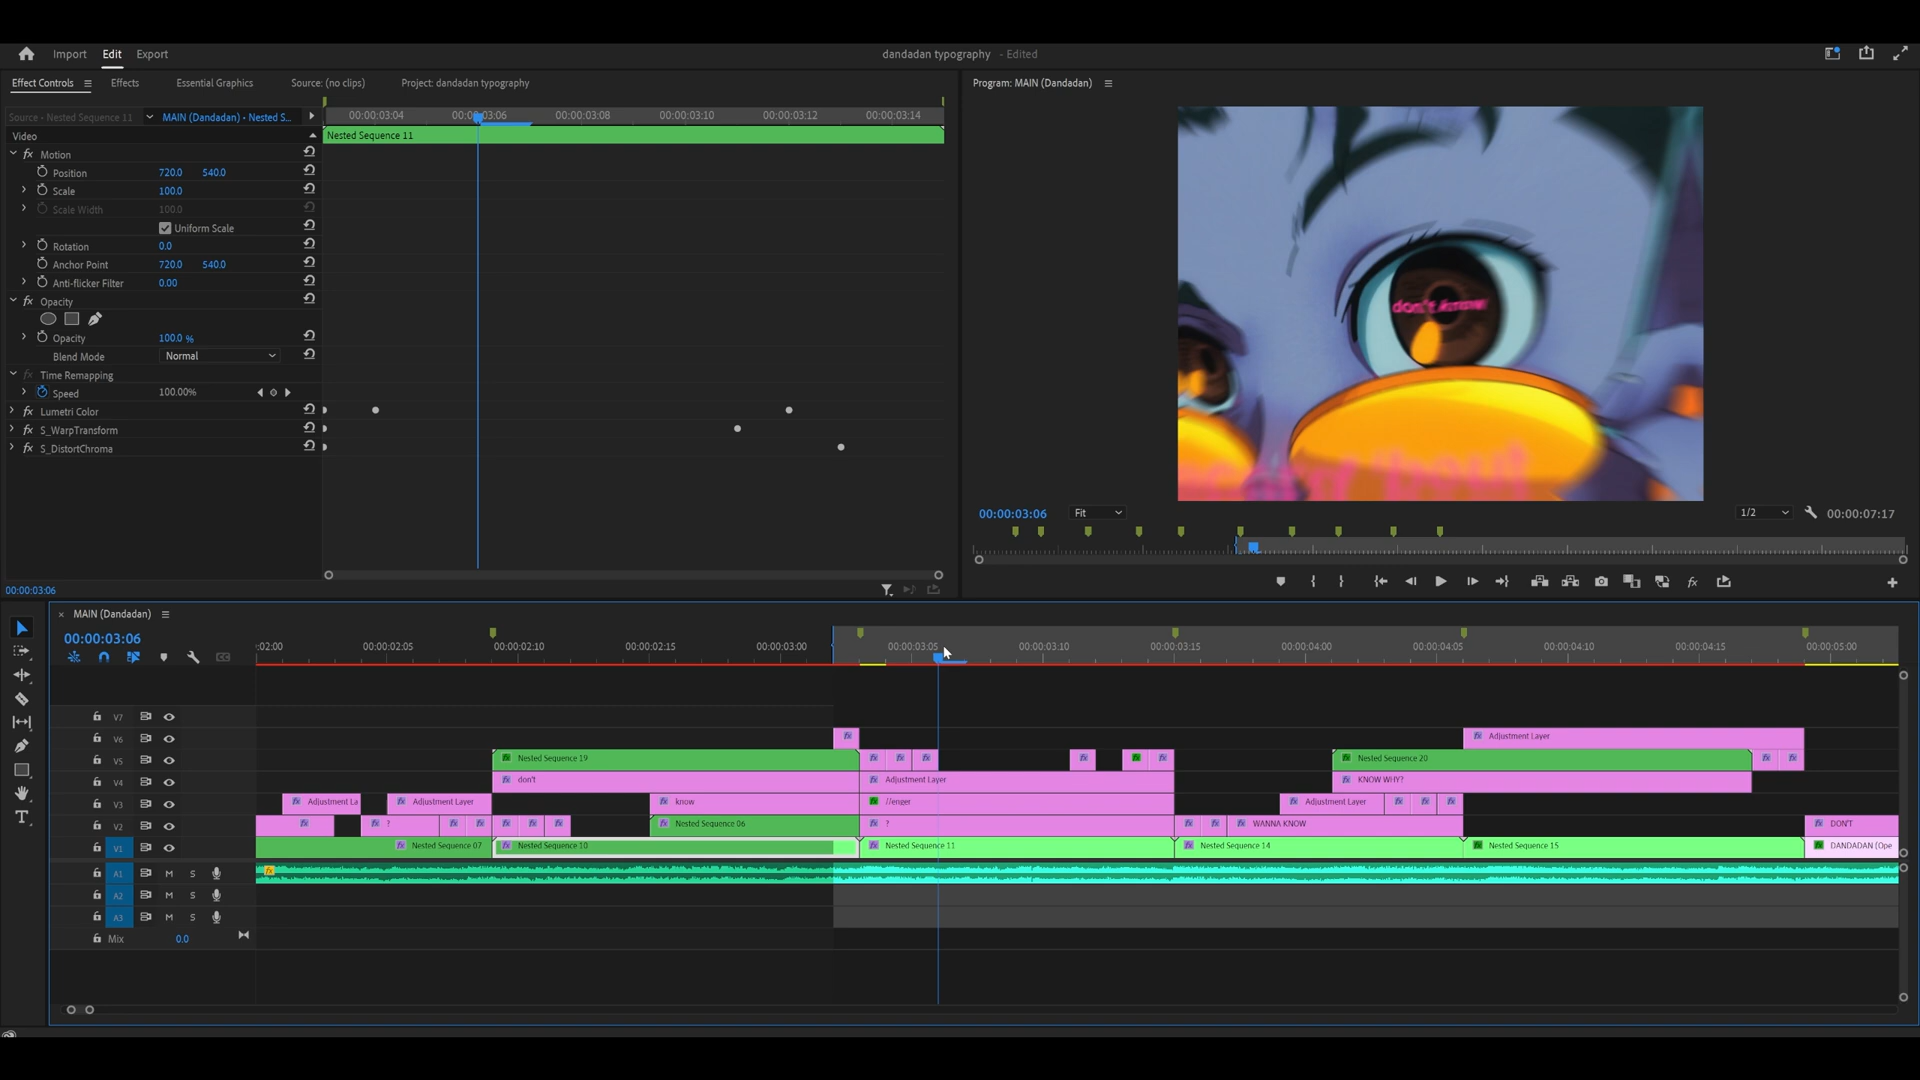 Import Edit Export
dandadan typography - Edited
Effect Controls Effects Essential Graphics Source: (no clips) Project: dandadan typography
Program: MAIN (Dandadan)
Source - Nested Sequence 11 MAIN (Dandadan) • Nested S...
00:00:03:04 00:00:03:06 00:00:03:08 00:00:03:10 00:00:03:12 00:00:03:14
Video
Nested Sequence 11
fx Motion
Position 720.0 540.0
Scale 100.0
Scale Width 100.0
Uniform Scale
Rotation 0.0
Anchor Point 720.0 540.0
Anti-flicker Filter 0.00
fx Opacity
Opacity 100.0 %
Blend Mode Normal
fx Time Remapping
Speed 100.00%
fx Lumetri Color
fx S_WarpTransform
fx S_DistortChroma
don't know
00:00:03:06 Fit 1/2 00:00:07:17
00:00:03:06
MAIN (Dandadan)
00:00:03:06
:02:00 00:00:02:05 00:00:02:10 00:00:02:15 00:00:03:00 00:00:03:05 00:00:03:10 00:00:03:15 00:00:04:00 00:00:04:05 00:00:04:10 00:00:04:15 00:00:05:00
V7
V6 Adjustment Layer
V5 Nested Sequence 19 Nested Sequence 20
V4 don't Adjustment Layer KNOW WHY?
V3 Adjustment La Adjustment Layer know //enger Adjustment Layer
V2 ? Nested Sequence 06 ? WANNA KNOW DON'T
V1 Nested Sequence 07 Nested Sequence 10 Nested Sequence 11 Nested Sequence 14 Nested Sequence 15 DANDADAN (Ope
A1 M S
A2 M S
A3 M S
Mix 0.0